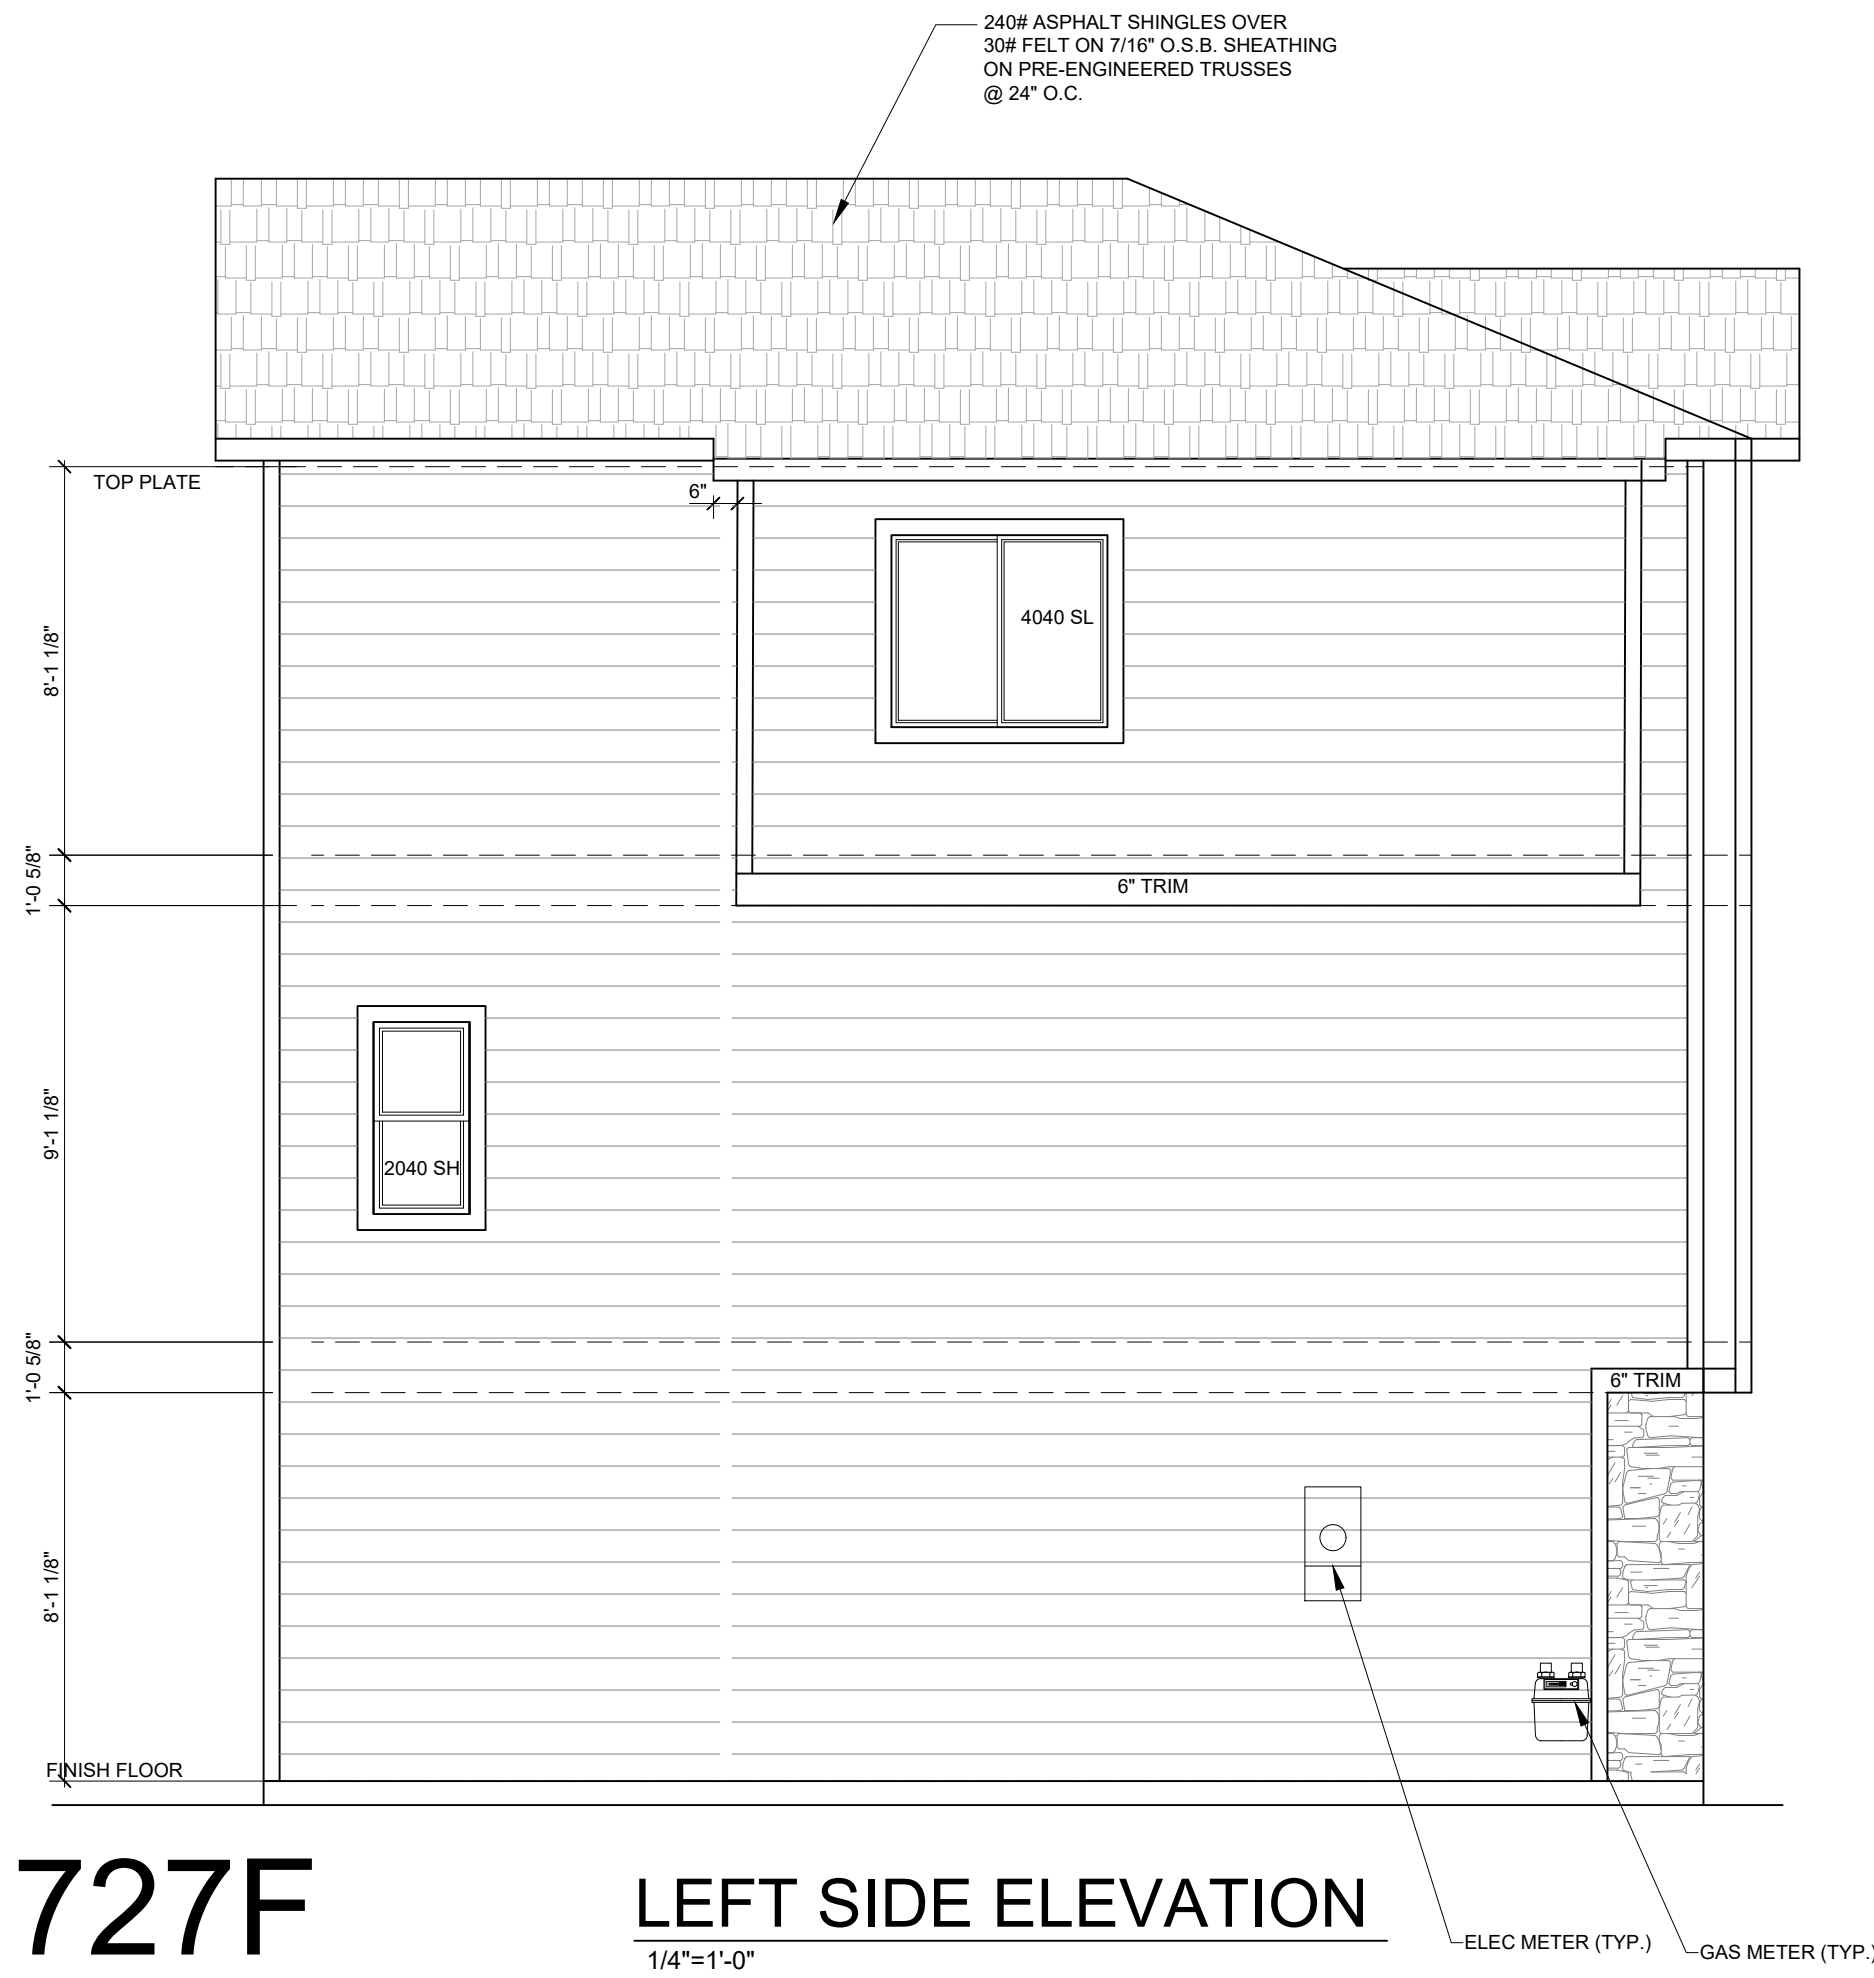 240# ASPHALT SHINGLES OVER
30# FELT ON 7/16" O.S.B. SHEATHING
ON PRE-ENGINEERED TRUSSES
@ 24" O.C.
TOP PLATE
6"
8'-1 1/8"
4040 SL
1'-0 5/8"
6" TRIM
9'-1 1/8"
2040 SH
1'-0 5/8"
6" TRIM
8'-1 1/8"
FINISH FLOOR
727F
LEFT SIDE ELEVATION
1/4"=1'-0"
ELEC METER (TYP.)
GAS METER (TYP.)